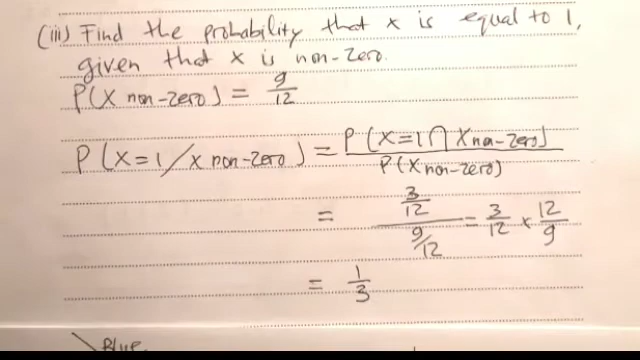 (iii) Find the probability that x is equal to 1,
given that x is non-zero.
P(X non-zero) = 9/12
P(X=1/x non-zero) = P(X=1 ∩ X non-zero) / P(X non-zero)
= 3/12 / 9/12 = 3/12 × 12/9
= 1/3
Blue.